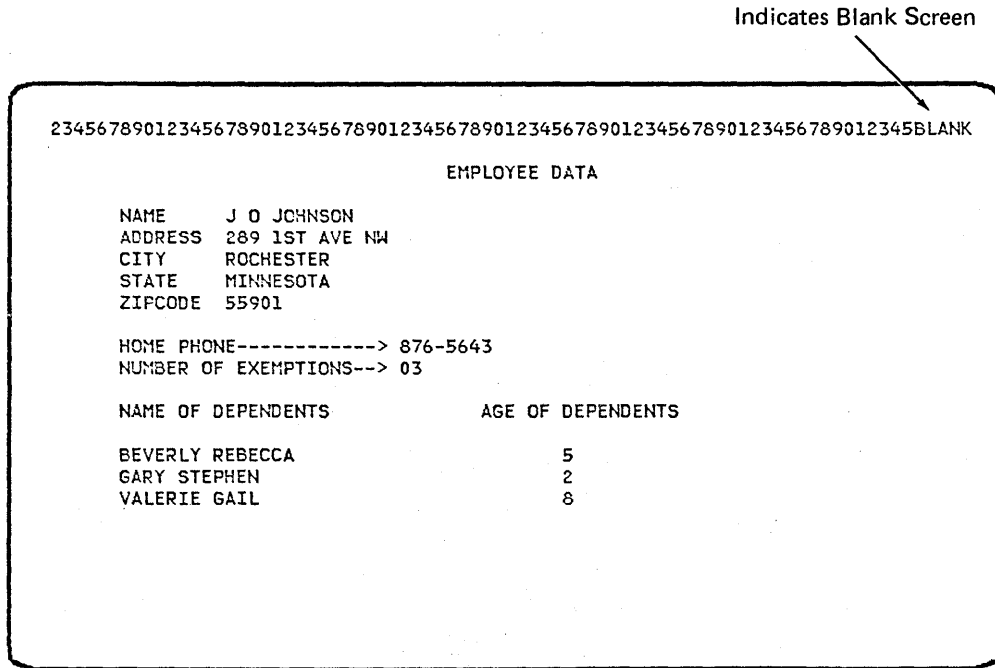 Indicates Blank Screen
23456789012345678901234567890123456789012345678901234567890123456789012345BLANK
EMPLOYEE DATA
NAME J O JOHNSON
ADDRESS 289 1ST AVE NW
CITY ROCHESTER
STATE MINNESOTA
ZIPCODE 55901
HOME PHONE-------------> 876-5643
NUMBER OF EXEMPTIONS--> 03
NAME OF DEPENDENTS AGE OF DEPENDENTS
BEVERLY REBECCA 5
GARY STEPHEN 2
VALERIE GAIL 8